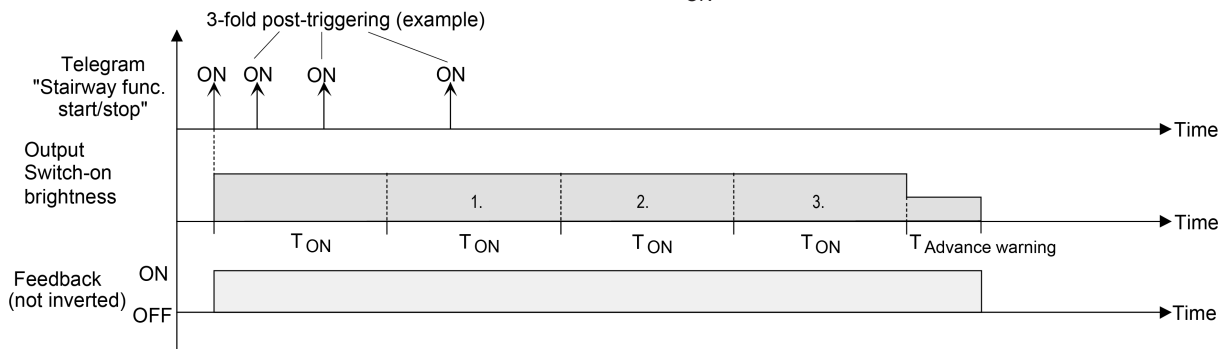 ON
3-fold post-triggering (example)
Telegram
"Stairway func.
start/stop"
ON ON ON ON
Time
Output
Switch-on
brightness
1. 2. 3.
Time
T ON T ON T ON T ON T Advance warning
Feedback
(not inverted)
ON
OFF
Time